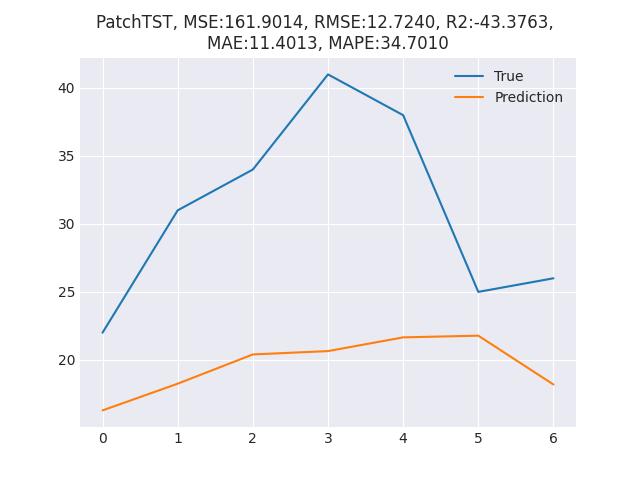 PatchTST, MSE:161.9014, RMSE:12.7240, R2:-43.3763,
MAE:11.4013, MAPE:34.7010
True
Prediction
40
35
30
25
20
0 1 2 3 4 5 6